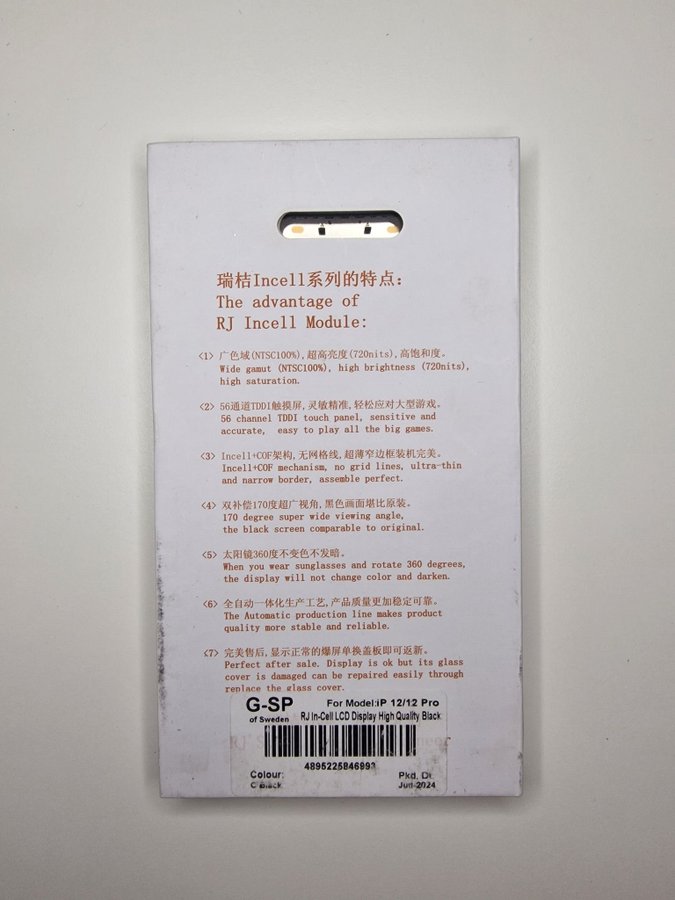 瑞桔Incell系列的特点:
The advantage of
RJ Incell Module:
<1> 广色域(NTSC100%),超高亮度(720nits),高饱和度。
Wide gamut (NTSC100%), high brightness (720nits),
high saturation.
<2> 56通道TDDI触摸屏,灵敏精准,轻松应对大型游戏。
56 channel TDDI touch panel, sensitive and
accurate, easy to play all the big games.
<3> Incell+COF架构,无网格线,超薄窄边框装机完美。
Incell+COF mechanism, no grid lines, ultra-thin
and narrow border, assemble perfect.
<4> 双补偿170度超广视角,黑色画面堪比原装。
170 degree super wide viewing angle,
the black screen comparable to original.
<5> 太阳镜360度不变色不发暗。
When you wear sunglasses and rotate 360 degrees,
the display will not change color and darken.
<6> 全自动一体化生产工艺,产品质量更加稳定可靠。
The Automatic production line makes product
quality more stable and reliable.
<7> 完美售后,显示正常的爆屏单换盖板即可返新。
Perfect after sale. Display is ok but its glass
cover is damaged can be repaired easily through
replace the glass cover.
G-SP For Model:iP 12/12 Pro
of Sweden RJ In-Cell LCD Display High Quality Black
4895225846993
Colour: Pkd. Dt.
Black Jun-2024